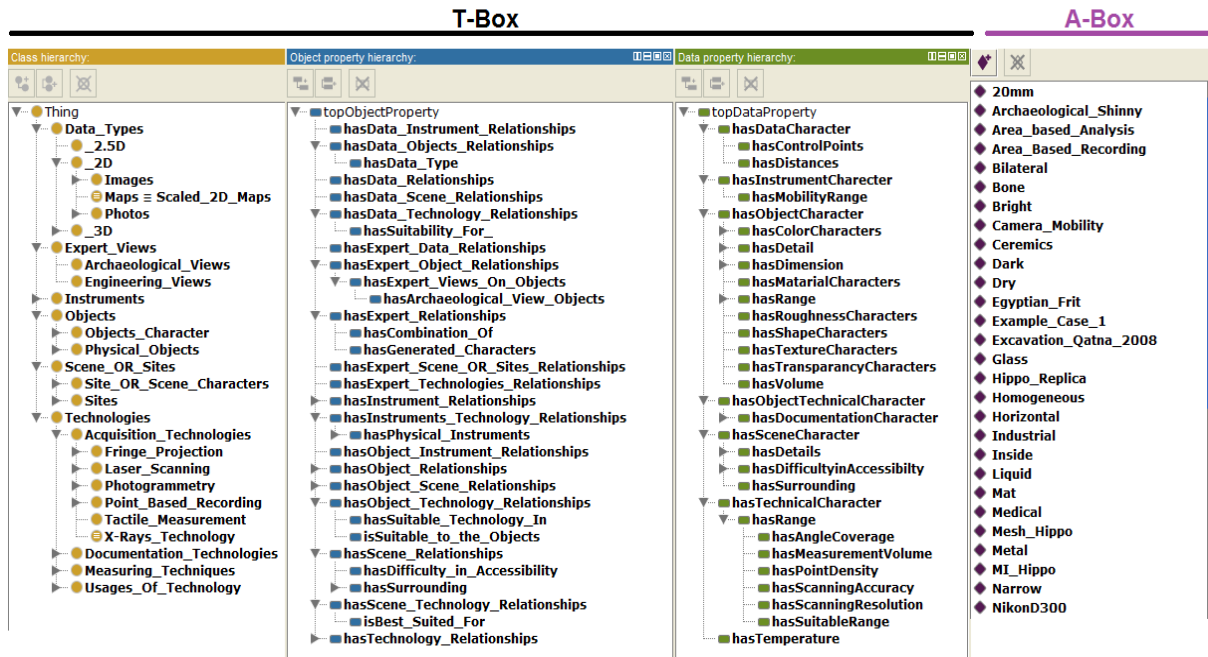 T-Box
A-Box
Class hierarchy:
Thing
Data_Types
_2.5D
_2D
Images
Maps ≡ Scaled_2D_Maps
Photos
_3D
Expert_Views
Archaeological_Views
Engineering_Views
Instruments
Objects
Objects_Character
Physical_Objects
Scene_OR_Sites
Site_OR_Scene_Characters
Sites
Technologies
Acquisition_Technologies
Fringe_Projection
Laser_Scanning
Photogrammetry
Point_Based_Recording
Tactile_Measurement
X-Rays_Technology
Documentation_Technologies
Measuring_Techniques
Usages_Of_Technology
Object property hierarchy:
topObjectProperty
hasData_Instrument_Relationships
hasData_Objects_Relationships
hasData_Type
hasData_Relationships
hasData_Scene_Relationships
hasData_Technology_Relationships
hasSuitability_For_
hasExpert_Data_Relationships
hasExpert_Object_Relationships
hasExpert_Views_On_Objects
hasArchaeological_View_Objects
hasExpert_Relationships
hasCombination_Of
hasGenerated_Characters
hasExpert_Scene_OR_Sites_Relationships
hasExpert_Technologies_Relationships
hasInstrument_Relationships
hasInstruments_Technology_Relationships
hasPhysical_Instruments
hasObject_Instrument_Relationships
hasObject_Relationships
hasObject_Scene_Relationships
hasObject_Technology_Relationships
hasSuitable_Technology_In
isSuitable_to_the_Objects
hasScene_Relationships
hasDifficulty_in_Accessibility
hasSurrounding
hasScene_Technology_Relationships
isBest_Suited_For
hasTechnology_Relationships
Data property hierarchy:
topDataProperty
hasDataCharacter
hasControlPoints
hasDistances
hasInstrumentCharecter
hasMobilityRange
hasObjectCharacter
hasColorCharacters
hasDetail
hasDimension
hasMatarialCharacters
hasRange
hasRoughnessCharacters
hasShapeCharacters
hasTextureCharacters
hasTransparancyCharacters
hasVolume
hasObjectTechnicalCharacter
hasDocumentationCharacter
hasSceneCharacter
hasDetails
hasDifficultyinAccessibilty
hasSurrounding
hasTechnicalCharacter
hasRange
hasAngleCoverage
hasMeasurementVolume
hasPointDensity
hasScanningAccuracy
hasScanningResolution
hasSuitableRange
hasTemperature
20mm
Archaeological_Shinny
Area_based_Analysis
Area_Based_Recording
Bilateral
Bone
Bright
Camera_Mobility
Ceremics
Dark
Dry
Egyptian_Frit
Example_Case_1
Excavation_Qatna_2008
Glass
Hippo_Replica
Homogeneous
Horizontal
Industrial
Inside
Liquid
Mat
Medical
Mesh_Hippo
Metal
MI_Hippo
Narrow
NikonD300